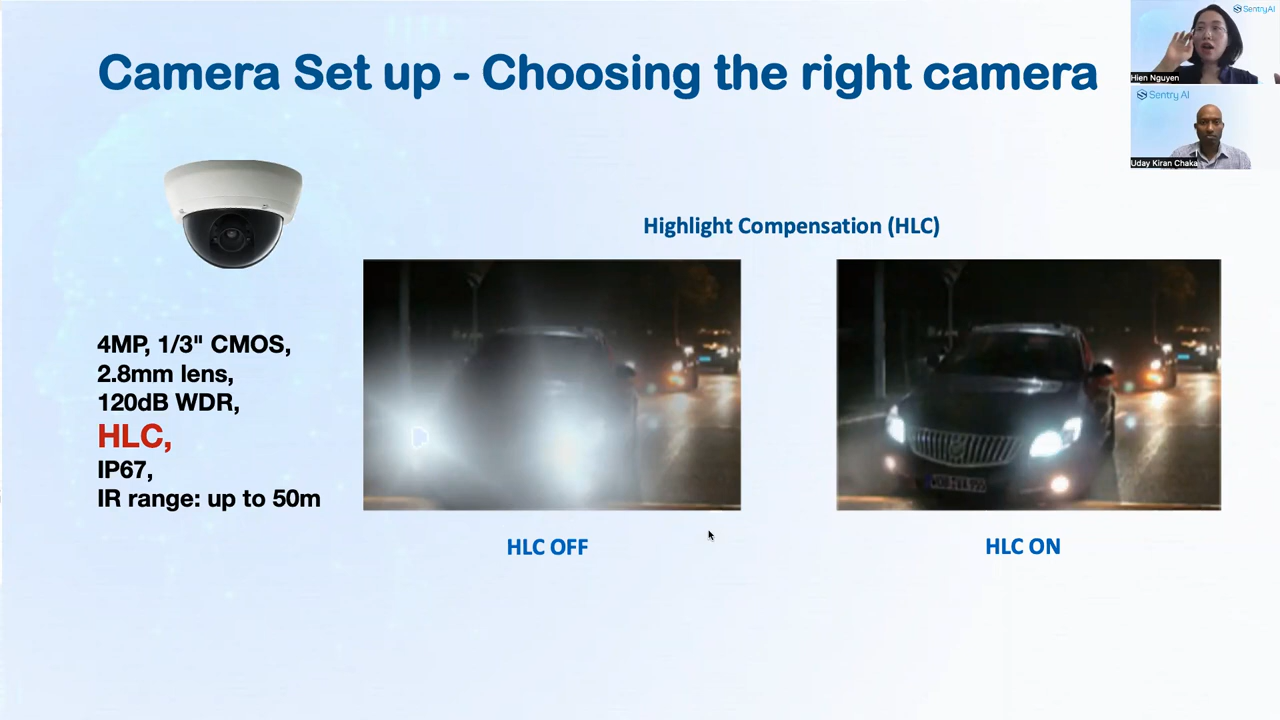 Camera Set up - Choosing the right camera
SentryAI
Hien Nguyen
Sentry AI
Uday Kiran Chaka
Highlight Compensation (HLC)
4MP, 1/3" CMOS,
2.8mm lens,
120dB WDR,
HLC,
IP67,
IR range: up to 50m
HLC OFF
HLC ON